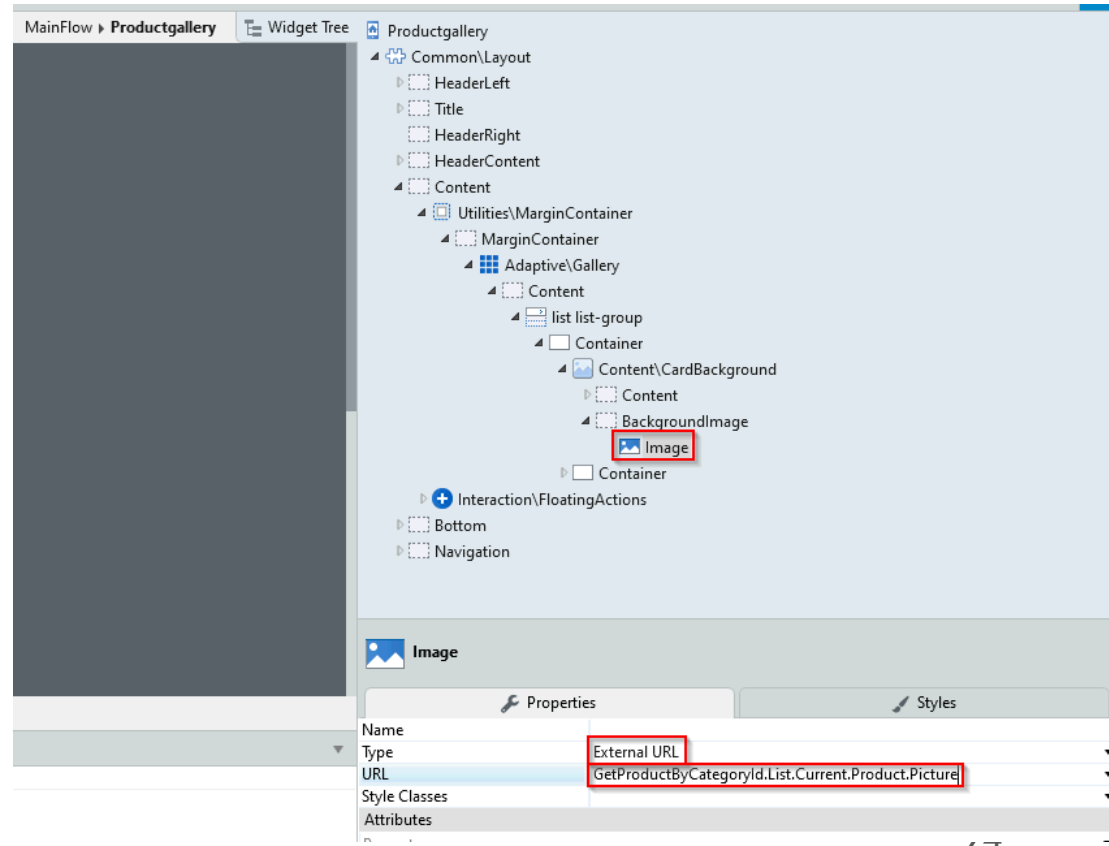 MainFlow ▸ Productgallery
Widget Tree
Productgallery
Common\Layout
HeaderLeft
Title
HeaderRight
HeaderContent
Content
Utilities\MarginContainer
MarginContainer
Adaptive\Gallery
Content
list list-group
Container
Content\CardBackground
Content
BackgroundImage
Image
Container
Interaction\FloatingActions
Bottom
Navigation
Image
Properties
Styles
Name
Type External URL
URL GetProductByCategoryId.List.Current.Product.Picture
Style Classes
Attributes